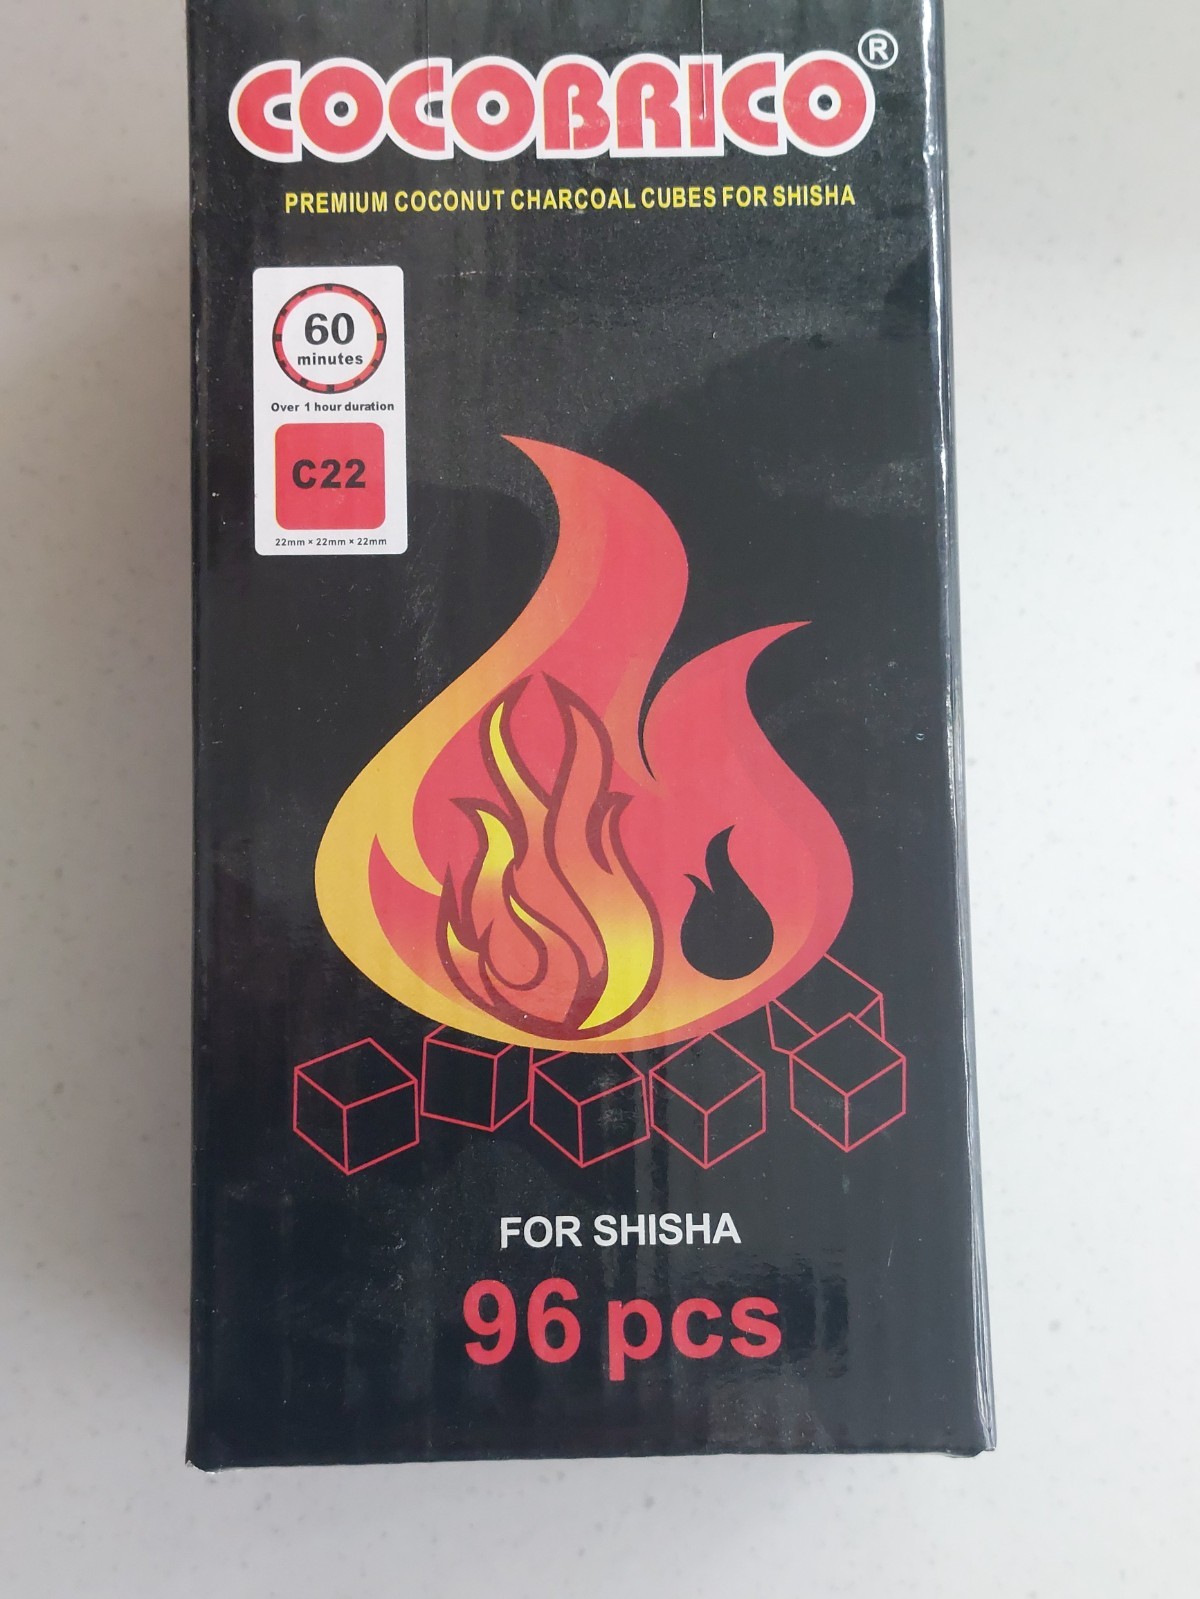 COCOBRICO®
PREMIUM COCONUT CHARCOAL CUBES FOR SHISHA
60
minutes
Over 1 hour duration
C22
22mm × 22mm × 22mm
FOR SHISHA
96 pcs